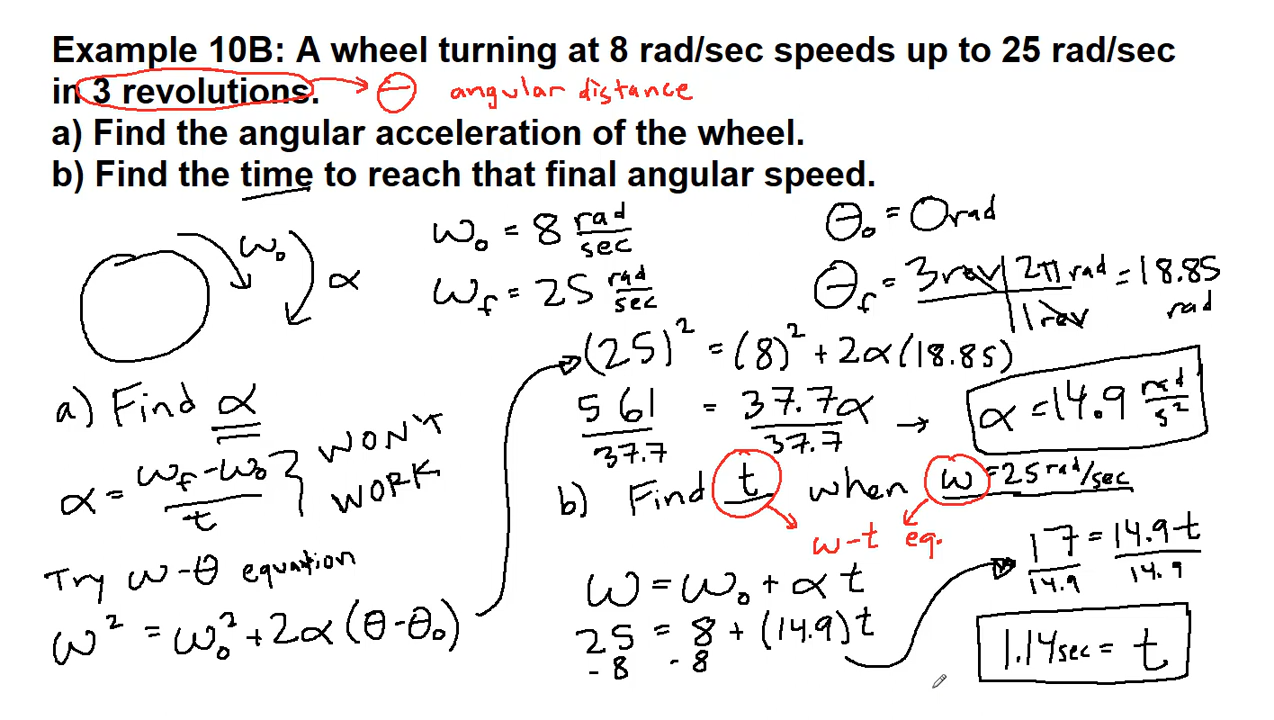 Example 10B: A wheel turning at 8 rad/sec speeds up to 25 rad/sec
in 3 revolutions. → θ angular distance
a) Find the angular acceleration of the wheel.
b) Find the time to reach that final angular speed.
ω₀ α
ω₀ = 8 rad/sec
ω_f = 25 rad/sec
θ₀ = 0 rad
θ_f = 3 rev | 2π rad / 1 rev = 18.85 rad
a) Find α
α = (ω_f - ω₀)/t } WON'T WORK
Try ω-θ equation
ω² = ω₀² + 2α(θ-θ₀)
(25)² = (8)² + 2α(18.85)
561/37.7 = 37.7α/37.7 → α = 14.9 rad/s²
b) Find t when ω = 25 rad/sec
ω-t eq.
ω = ω₀ + αt
25 = 8 + (14.9)t
-8 -8
17/14.9 = 14.9t/14.9
1.14 sec = t